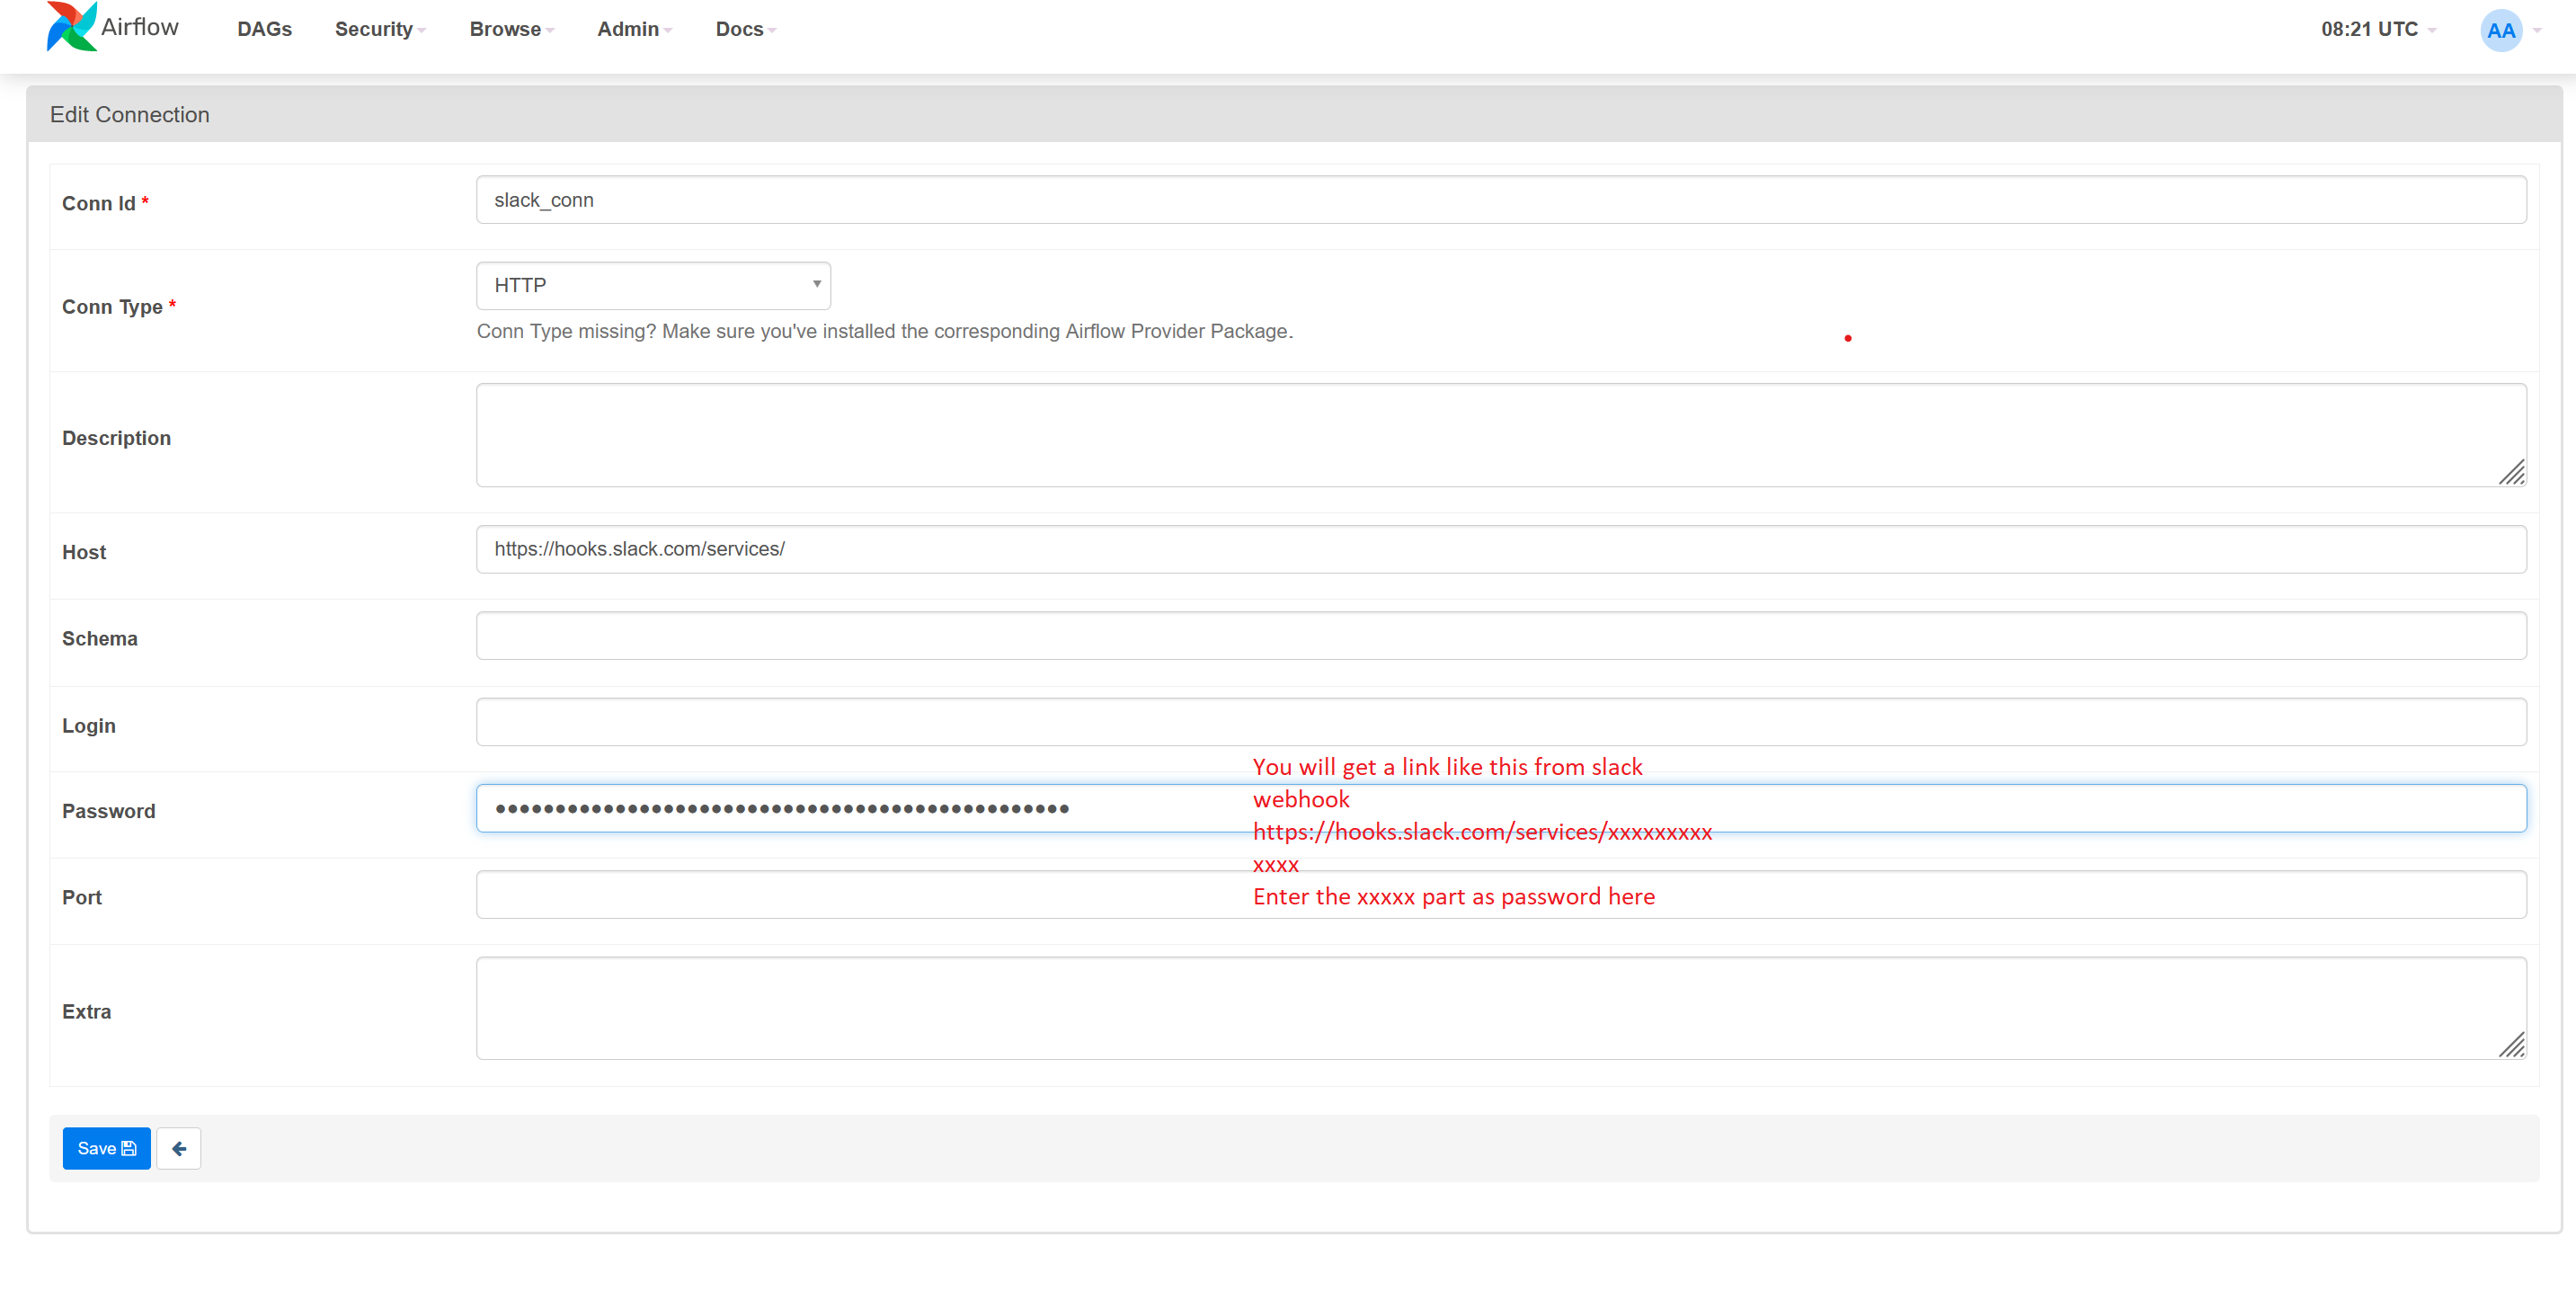 Airflow
DAGs Security Browse Admin Docs 08:21 UTC AA
Edit Connection
Conn Id * slack_conn
Conn Type * HTTP
Conn Type missing? Make sure you've installed the corresponding Airflow Provider Package.
Description
Host https://hooks.slack.com/services/
Schema
Login
You will get a link like this from slack
webhook
Password ••••••••••••••••••••••••••••••••••••••••••••••••
https://hooks.slack.com/services/xxxxxxxxx
xxxx
Port
Enter the xxxxx part as password here
Extra
Save